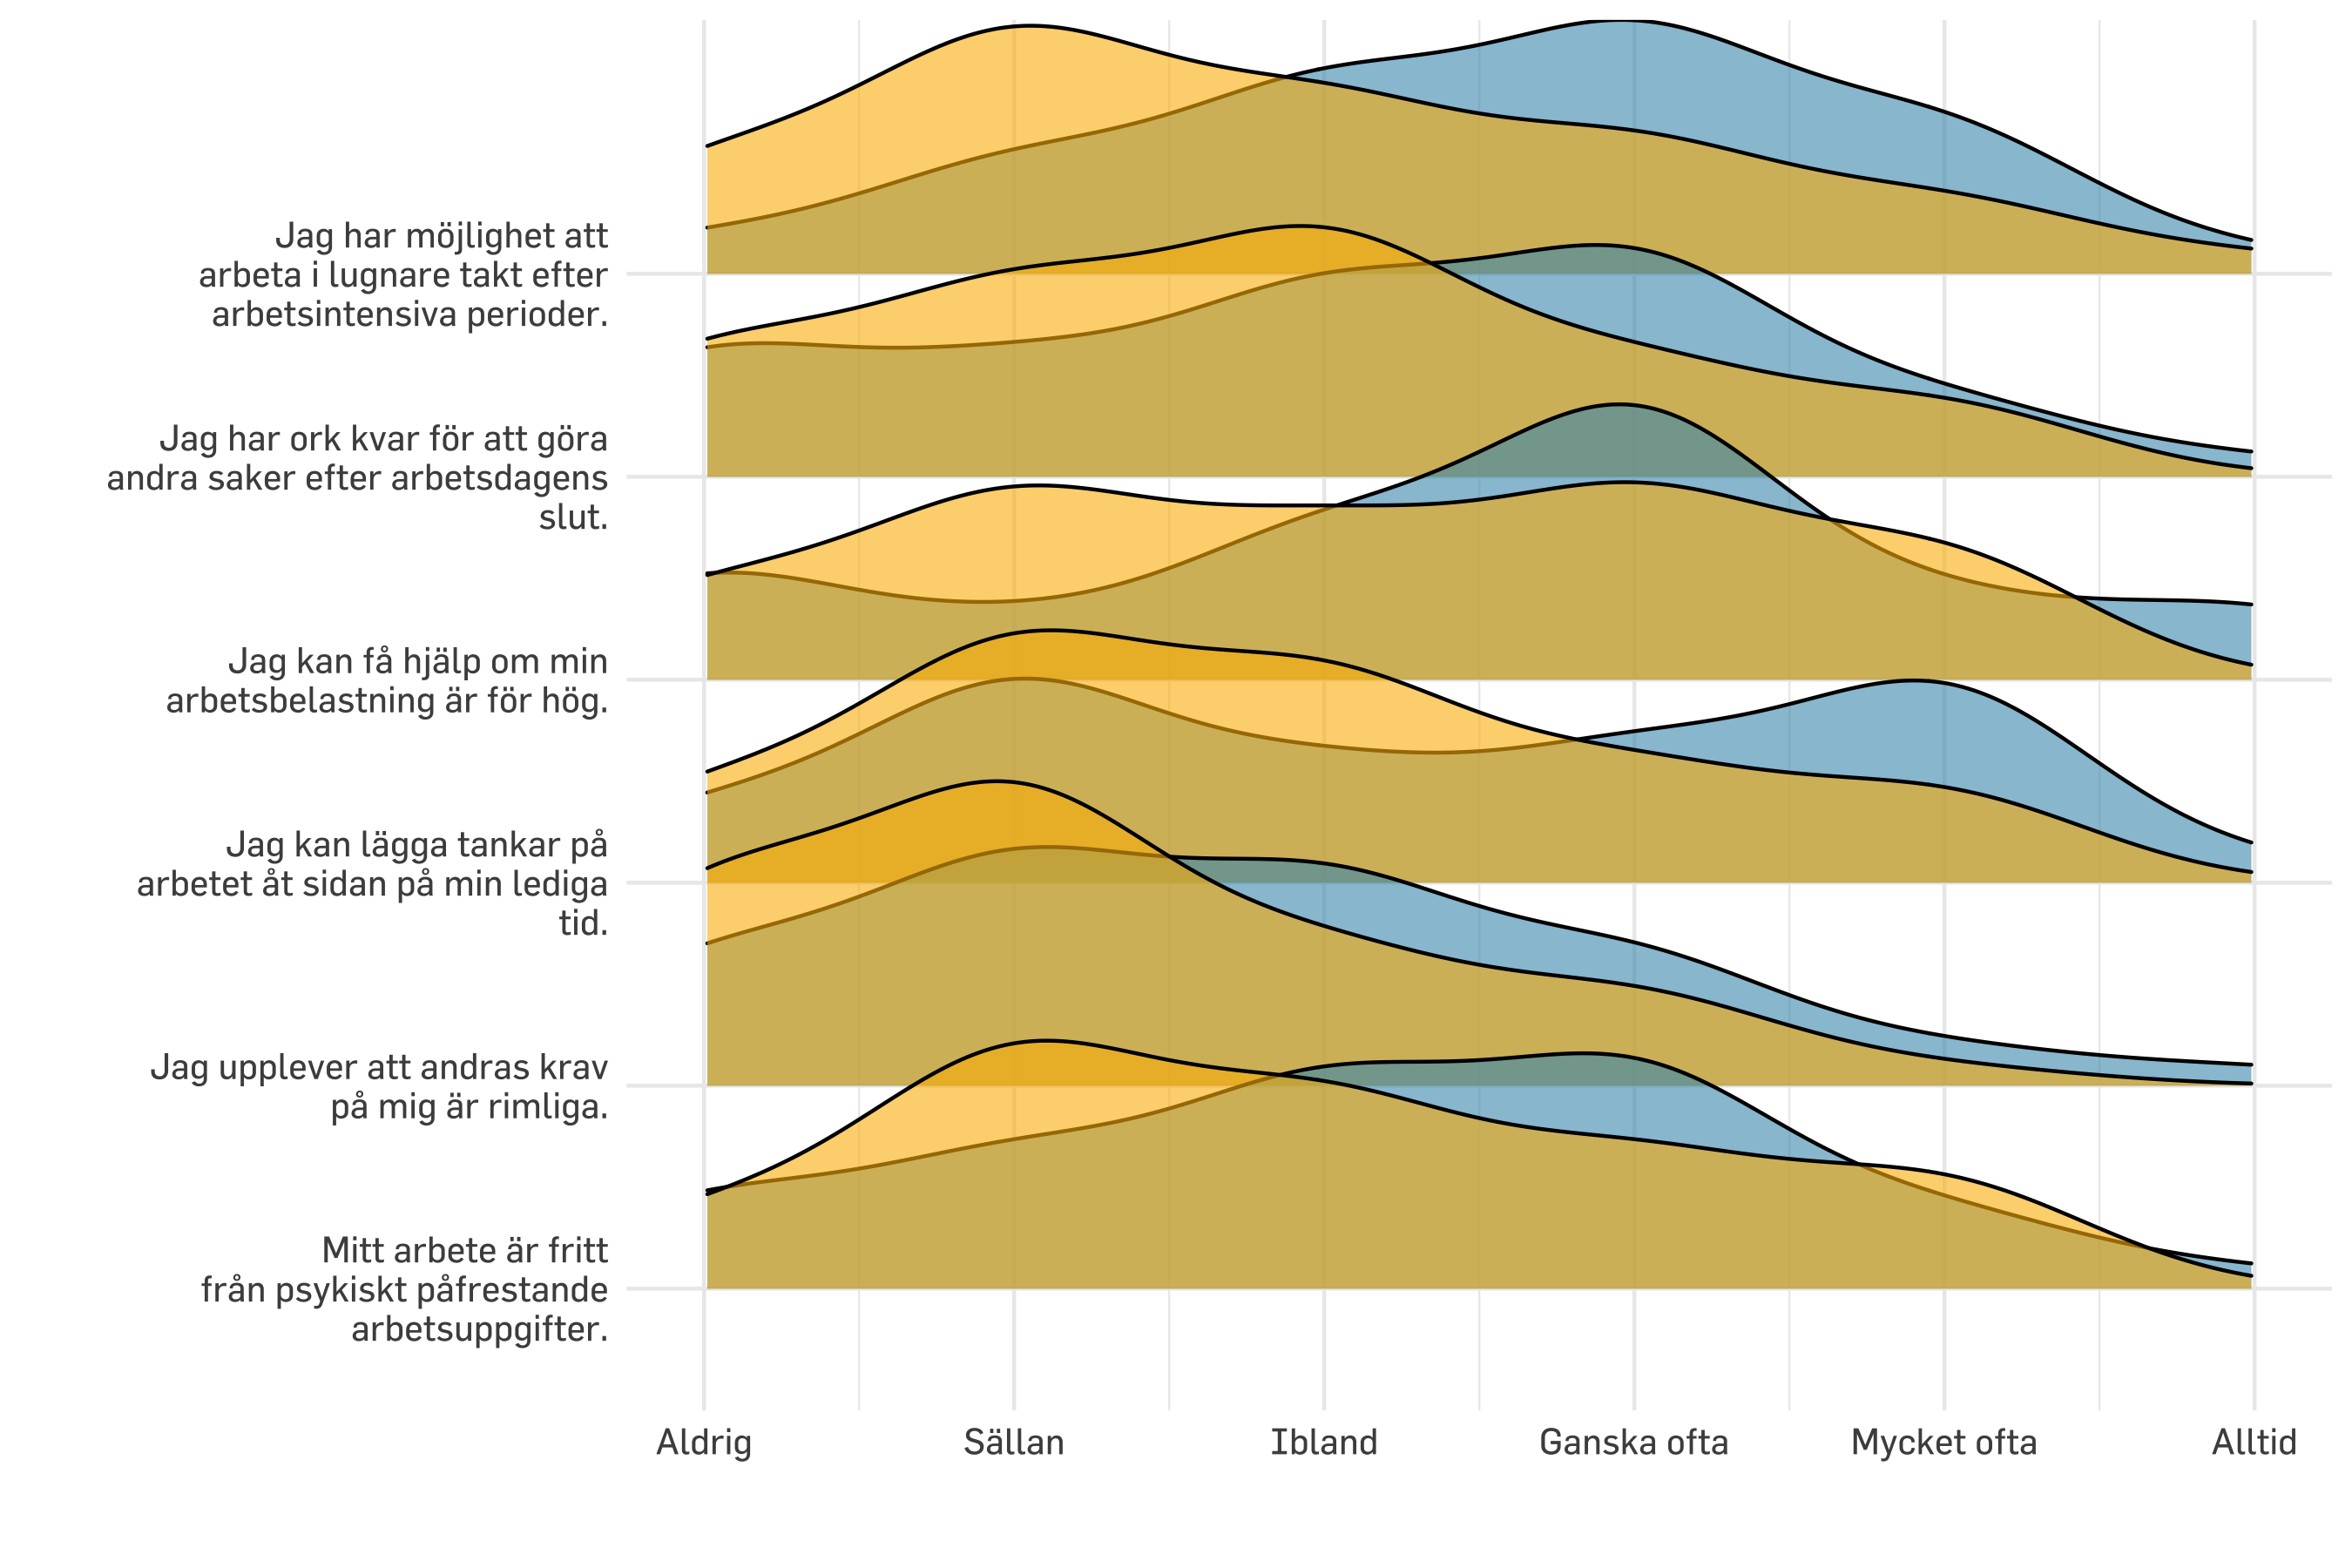 Jag har möjlighet att
arbeta i lugnare takt efter
arbetsintensiva perioder.
Jag har ork kvar för att göra
andra saker efter arbetsdagens
slut.
Jag kan få hjälp om min
arbetsbelastning är för hög.
Jag kan lägga tankar på
arbetet åt sidan på min lediga
tid.
Jag upplever att andras krav
på mig är rimliga.
Mitt arbete är fritt
från psykiskt påfrestande
arbetsuppgifter.
Aldrig Sällan Ibland Ganska ofta Mycket ofta Alltid